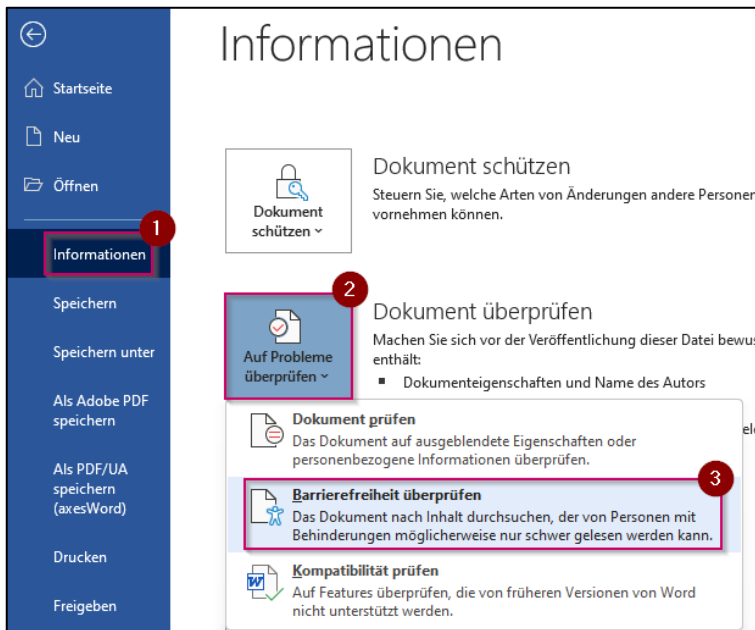 Informationen
Startseite
Neu
Öffnen
1
Informationen
Speichern
Speichern unter
Als Adobe PDF
speichern
Als PDF/UA
speichern
(axesWord)
Drucken
Freigeben
Dokument
schützen
Dokument schützen
Steuern Sie, welche Arten von Änderungen andere Personen
vornehmen können.
2
Auf Probleme
überprüfen
Dokument überprüfen
Machen Sie sich vor der Veröffentlichung dieser Datei
enthält:
▪ Dokumenteigenschaften und Name des Autors
Dokument prüfen
Das Dokument auf ausgeblendete Eigenschaften oder
personenbezogene Informationen überprüfen.
3
Barrierefreiheit überprüfen
Das Dokument nach Inhalt durchsuchen, der von Personen mit
Behinderungen möglicherweise nur schwer gelesen werden kann.
Kompatibilität prüfen
Auf Features überprüfen, die von früheren Versionen von Word
nicht unterstützt werden.